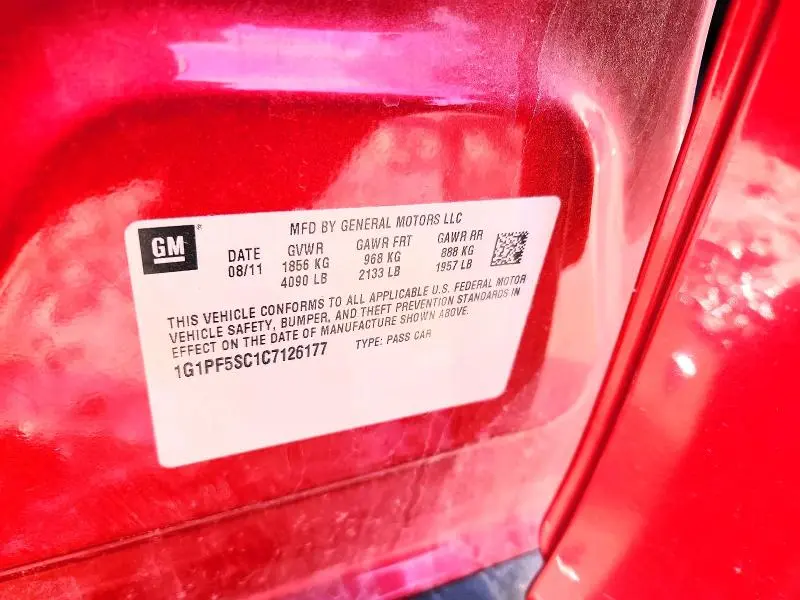 GM®
MFD BY GENERAL MOTORS LLC
DATE
08/11
GVWR
1856 KG
4090 LB
GAWR FRT
968 KG
2133 LB
GAWR RR
888 KG
1957 LB
THIS VEHICLE CONFORMS TO ALL APPLICABLE U.S. FEDERAL MOTOR
VEHICLE SAFETY, BUMPER, AND THEFT PREVENTION STANDARDS IN
EFFECT ON THE DATE OF MANUFACTURE SHOWN ABOVE.
1G1PF5SC1C7126177 TYPE: PASS CAR